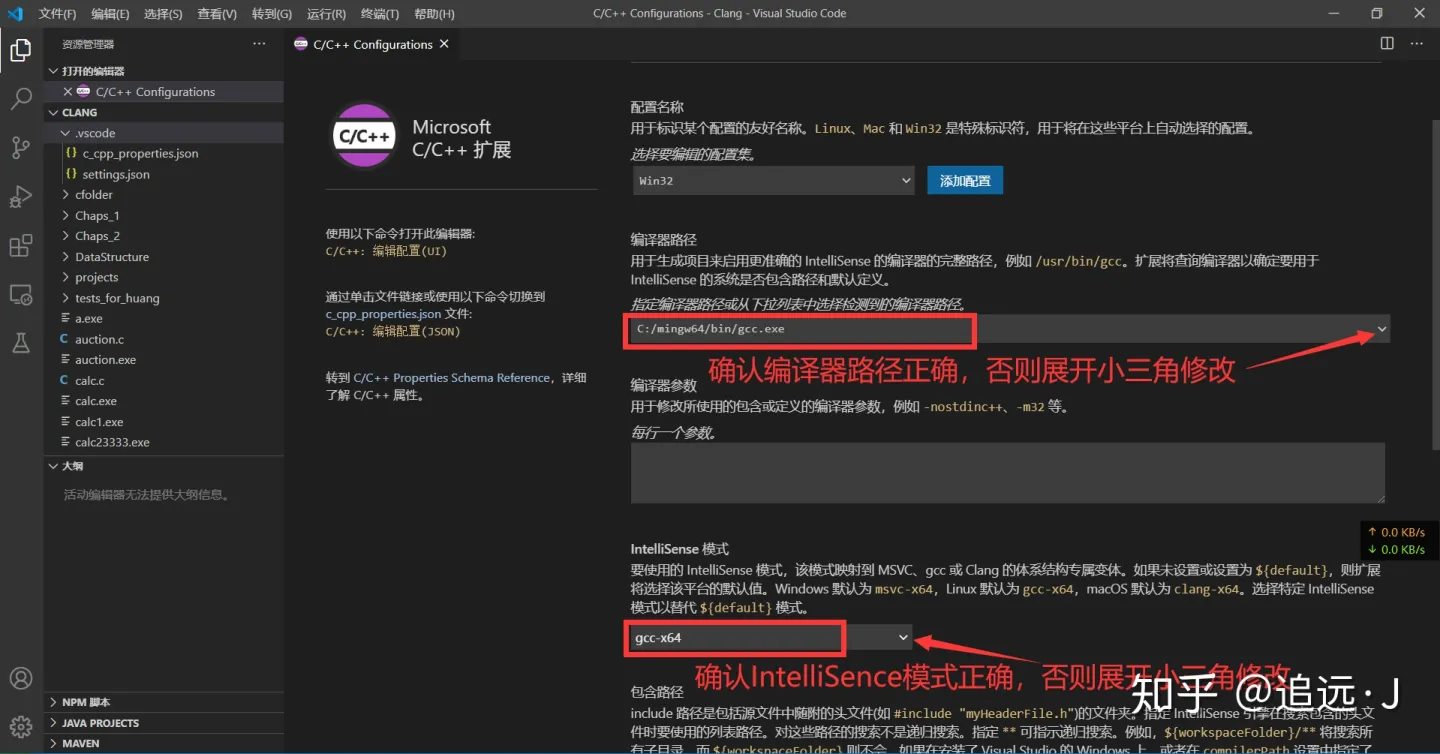 文件(F) 编辑(E) 选择(S) 查看(V) 转到(G) 运行(R) 终端(T) 帮助(H)
C/C++ Configurations - Clang - Visual Studio Code
资源管理器
打开的编辑器
C/C++ Configurations
CLANG
.vscode
c_cpp_properties.json
settings.json
cfolder
Chaps_1
Chaps_2
DataStructure
projects
tests_for_huang
a.exe
auction.c
auction.exe
calc.c
calc.exe
calc1.exe
calc23333.exe
大纲
活动编辑器无法提供大纲信息。
NPM 脚本
JAVA PROJECTS
MAVEN
C/C++ Configurations
C/C++
Microsoft
C/C++ 扩展
使用以下命令打开此编辑器:
C/C++: 编辑配置(UI)
通过单击文件链接或使用以下命令切换到
c_cpp_properties.json 文件:
C/C++: 编辑配置(JSON)
转到 C/C++ Properties Schema Reference，详细
了解 C/C++ 属性。
配置名称
用于标识某个配置的友好名称。Linux、Mac 和 Win32 是特殊标识符，用于将在这些平台上自动选择的配置。
选择要编辑的配置集。
Win32
添加配置
编译器路径
用于生成项目来启用更准确的 IntelliSense 的编译器的完整路径，例如 /usr/bin/gcc。扩展将查询编译器以确定要用于
IntelliSense 的系统是否包含路径和默认定义。
指定编译器路径或从下拉列表中选择检测到的编译器路径。
C:/mingw64/bin/gcc.exe
确认编译器路径正确，否则展开小三角修改
编译器参数
用于修改所使用的包含或定义的编译器参数，例如 -nostdinc++、-m32 等。
每行一个参数。
IntelliSense 模式
要使用的 IntelliSense 模式，该模式映射到 MSVC、gcc 或 Clang 的体系结构专属变体。如果未设置或设置为 ${default}，则扩展
将选择该平台的默认值。Windows 默认为 msvc-x64，Linux 默认为 gcc-x64，macOS 默认为 clang-x64。选择特定 IntelliSense
模式以替代 ${default} 模式。
gcc-x64
确认IntelliSence模式正确，否则展开小三角修改
包含路径
include 路径是包括源文件中随附的头文件(如 #include "myHeaderFile.h")的文件夹。指定 IntelliSense 引擎在搜索包含的头文
件时要使用的列表路径。对这些路径的搜索不是递归搜索。指定 ** 可指示递归搜索。例如，${workspaceFolder}/** 将搜索所
有子目录，而 ${workspaceFolder} 则不会。如果在安装了 Visual Studio 的 Windows 上，或者在 compilerPath 设置中指定了
↑ 0.0 KB/s
↓ 0.0 KB/s
知乎 @追远·J